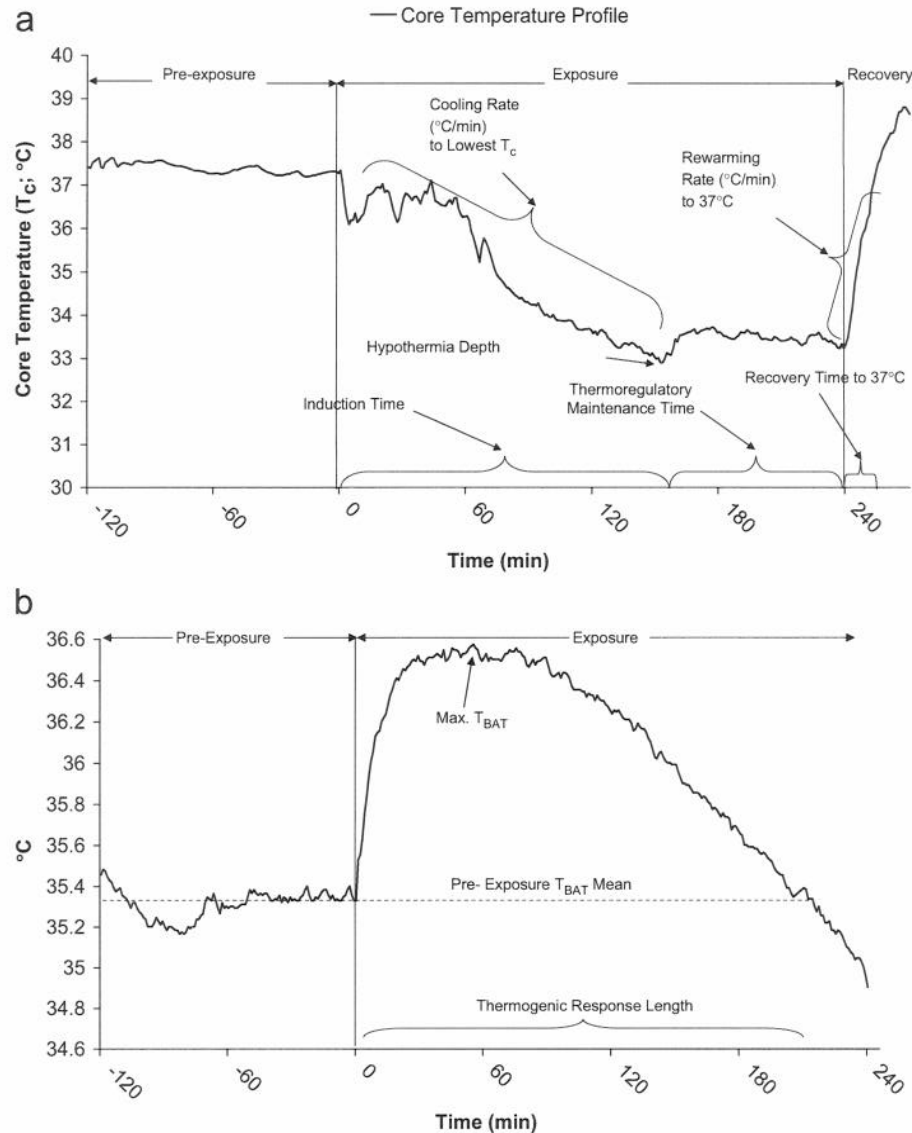 a
— Core Temperature Profile
Pre-exposure
Exposure
Recovery
Cooling Rate
(°C/min)
to Lowest Tc
Rewarming
Rate (°C/min)
to 37°C
Hypothermia Depth
Recovery Time to 37°C
Thermoregulatory
Maintenance Time
Induction Time
Core Temperature (Tc; °C)
40
39
38
37
36
35
34
33
32
31
30
-120
-60
0
60
120
180
240
Time (min)
b
Pre-Exposure
Exposure
Max. TBAT
Pre- Exposure TBAT Mean
Thermogenic Response Length
°C
36.6
36.4
36.2
36
35.8
35.6
35.4
35.2
35
34.8
34.6
-120
-60
0
60
120
180
240
Time (min)